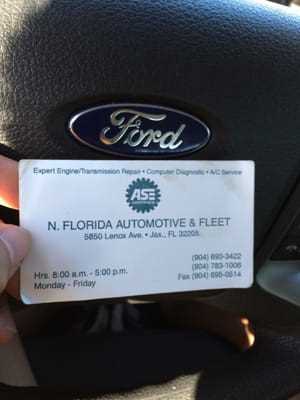 Ford
Expert Engine/Transmission Repair • Computer Diagnostic • A/C Service
ASE
N. FLORIDA AUTOMOTIVE & FLEET
5850 Lenox Ave. • Jax., FL 32205
(904) 693-3422
Hrs. 8:00 a.m. - 5:00 p.m.
(904) 783-1006
Monday - Friday
Fax (904) 695-0514